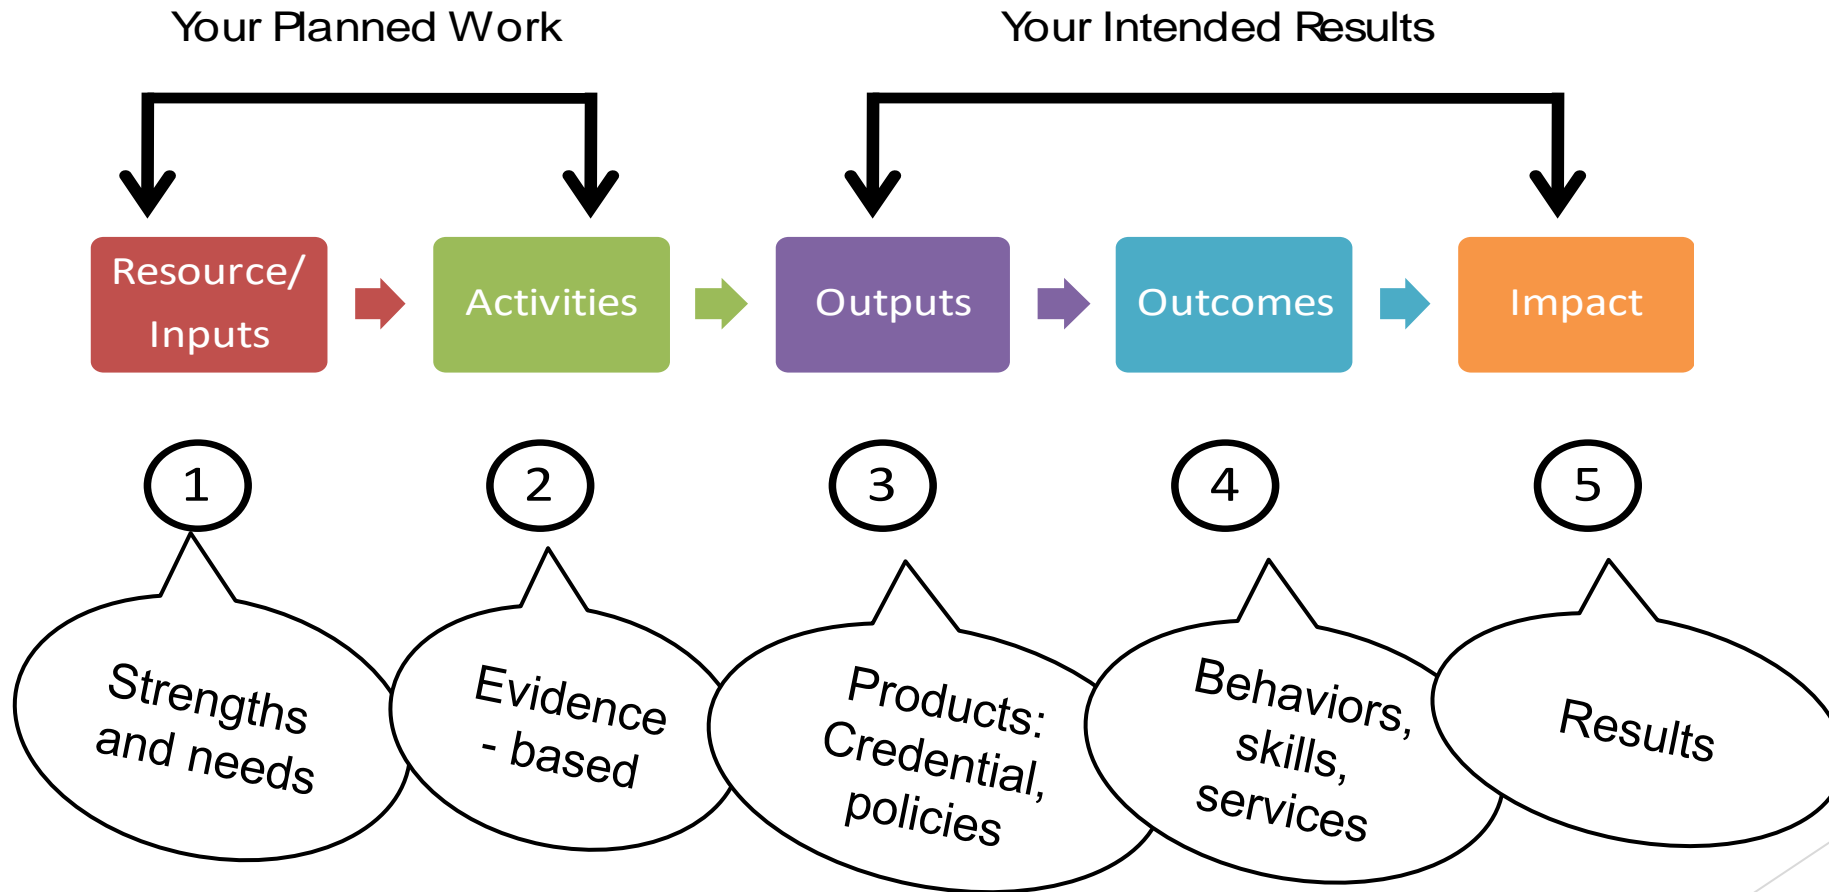 Your Planned Work
Your Intended Results
Resource/
Inputs
Activities
Outputs
Outcomes
Impact
1
2
3
4
5
Strengths
and needs
Evidence
- based
Products:
Credential,
policies
Behaviors,
skills,
services
Results